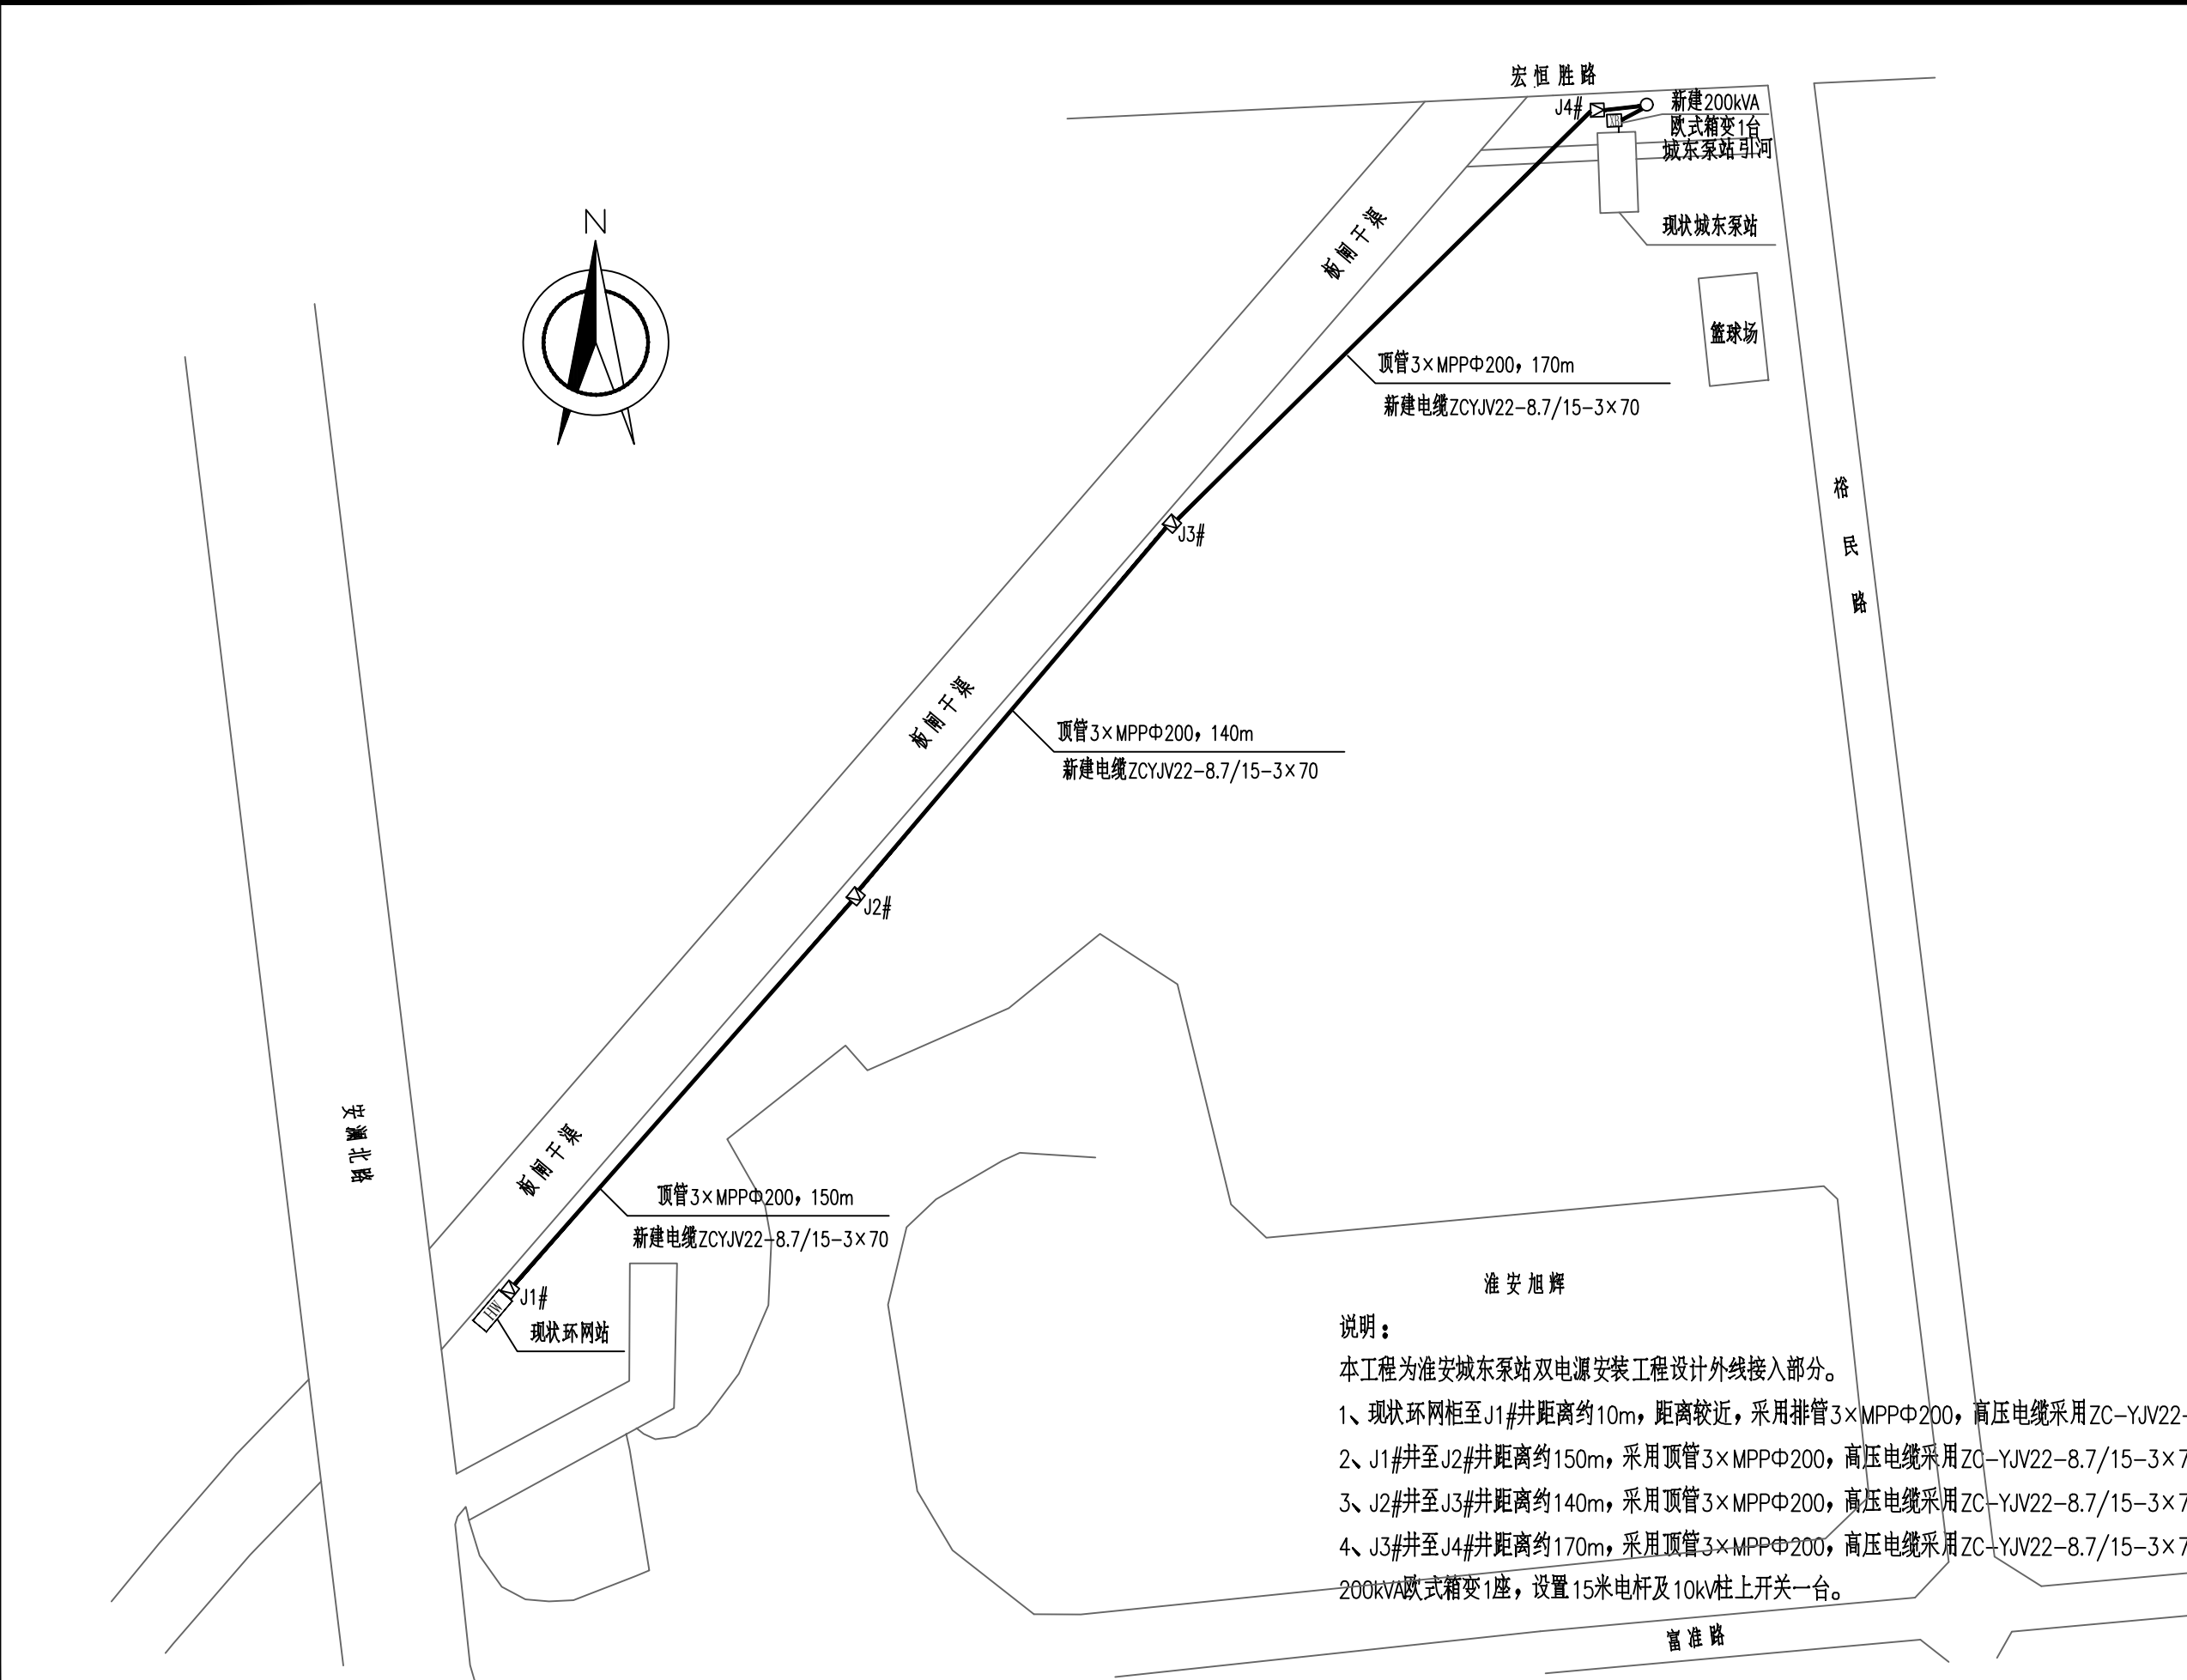 宏恒胜路
J4#
新建200kVA
欧式箱变1台
城东泵站引河
N
板闸干渠
现状城东泵站
篮球场
顶管3×MPPΦ200，170m
新建电缆ZCYJV22-8.7/15-3×70
裕民路
J3#
板闸干渠
顶管3×MPPΦ200，140m
新建电缆ZCYJV22-8.7/15-3×70
J2#
安澜北路
板闸干渠
顶管3×MPPΦ200，150m
新建电缆ZCYJV22-8.7/15-3×70
J1#
HW
现状环网站
淮安旭辉
说明：
本工程为淮安城东泵站双电源安装工程设计外线接入部分。
1、现状环网柜至J1#井距离约10m，距离较近，采用排管3×MPPΦ200，高压电缆采用ZC-YJV22-
2、J1#井至J2#井距离约150m，采用顶管3×MPPΦ200，高压电缆采用ZC-YJV22-8.7/15-3×7
3、J2#井至J3#井距离约140m，采用顶管3×MPPΦ200，高压电缆采用ZC-YJV22-8.7/15-3×7
4、J3#井至J4#井距离约170m，采用顶管3×MPPΦ200，高压电缆采用ZC-YJV22-8.7/15-3×7
200kVA欧式箱变1座，设置15米电杆及10kV柱上开关一台。
富淮路